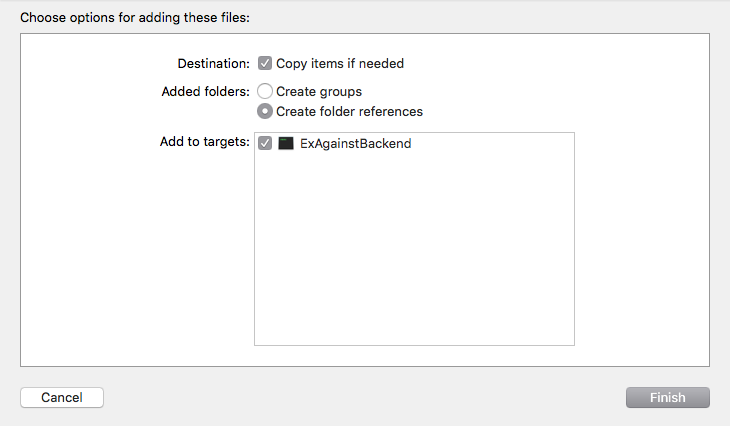 Choose options for adding these files:
Destination: Copy items if needed
Added folders: Create groups
Create folder references
Add to targets: ExAgainstBackend
Cancel Finish